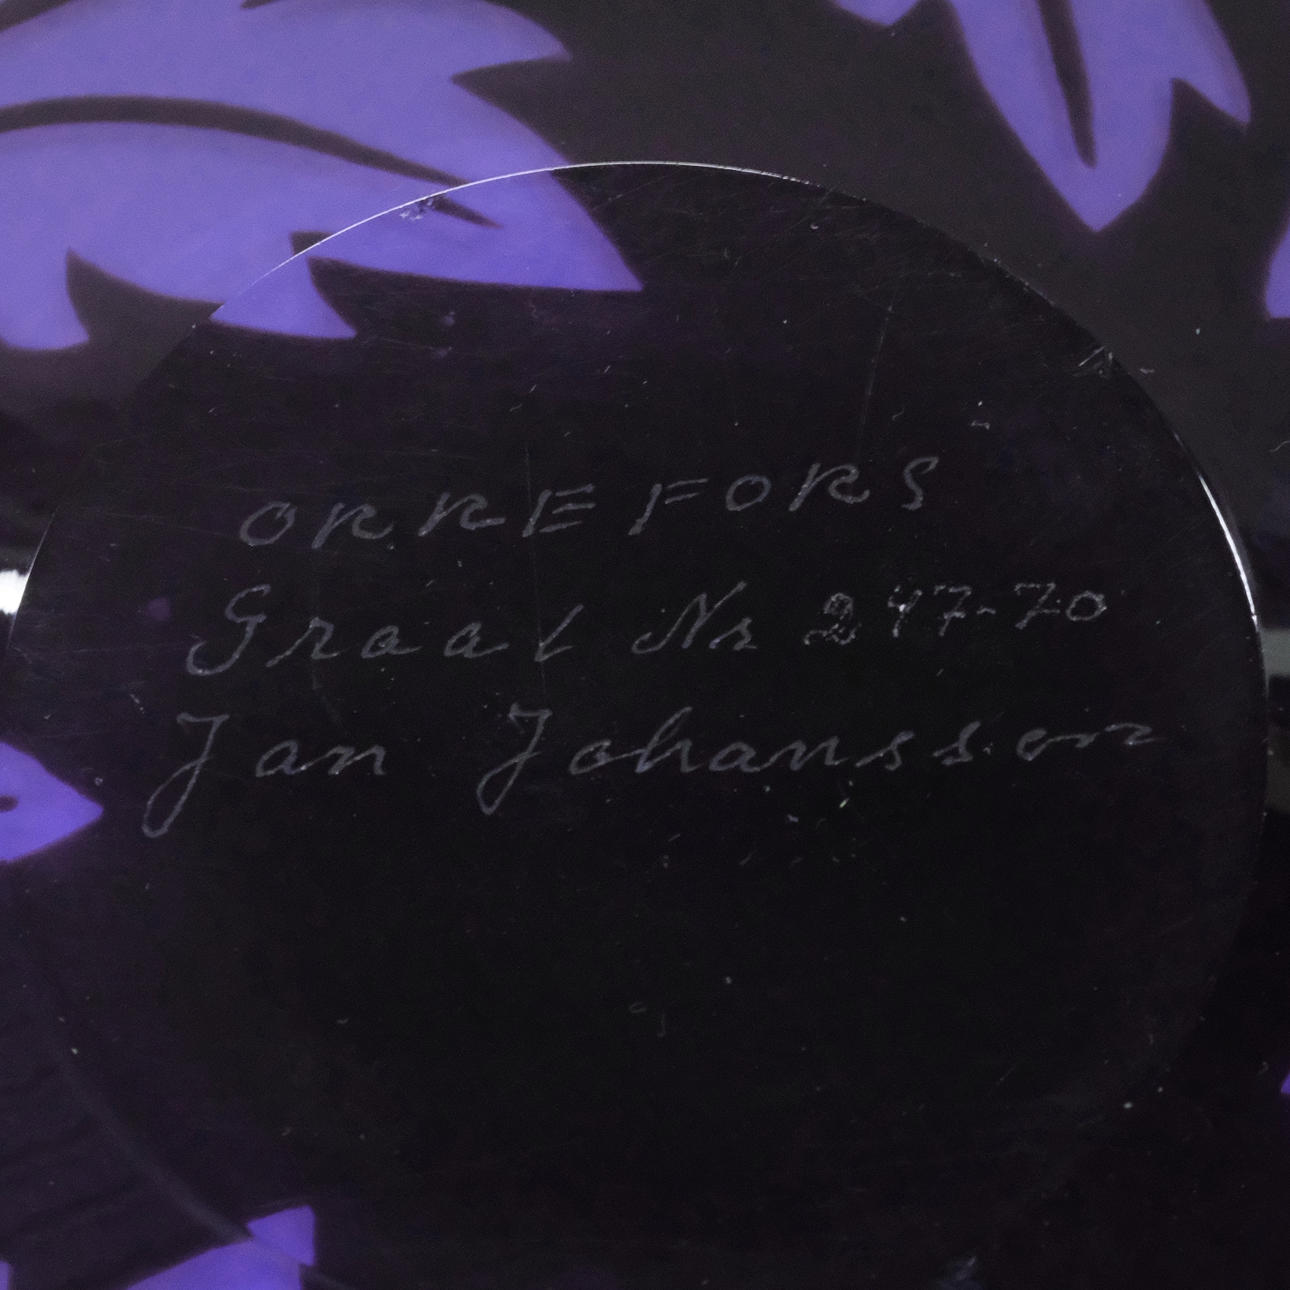 ORREFORS
Graal Nr 247-70
Jan Johansson